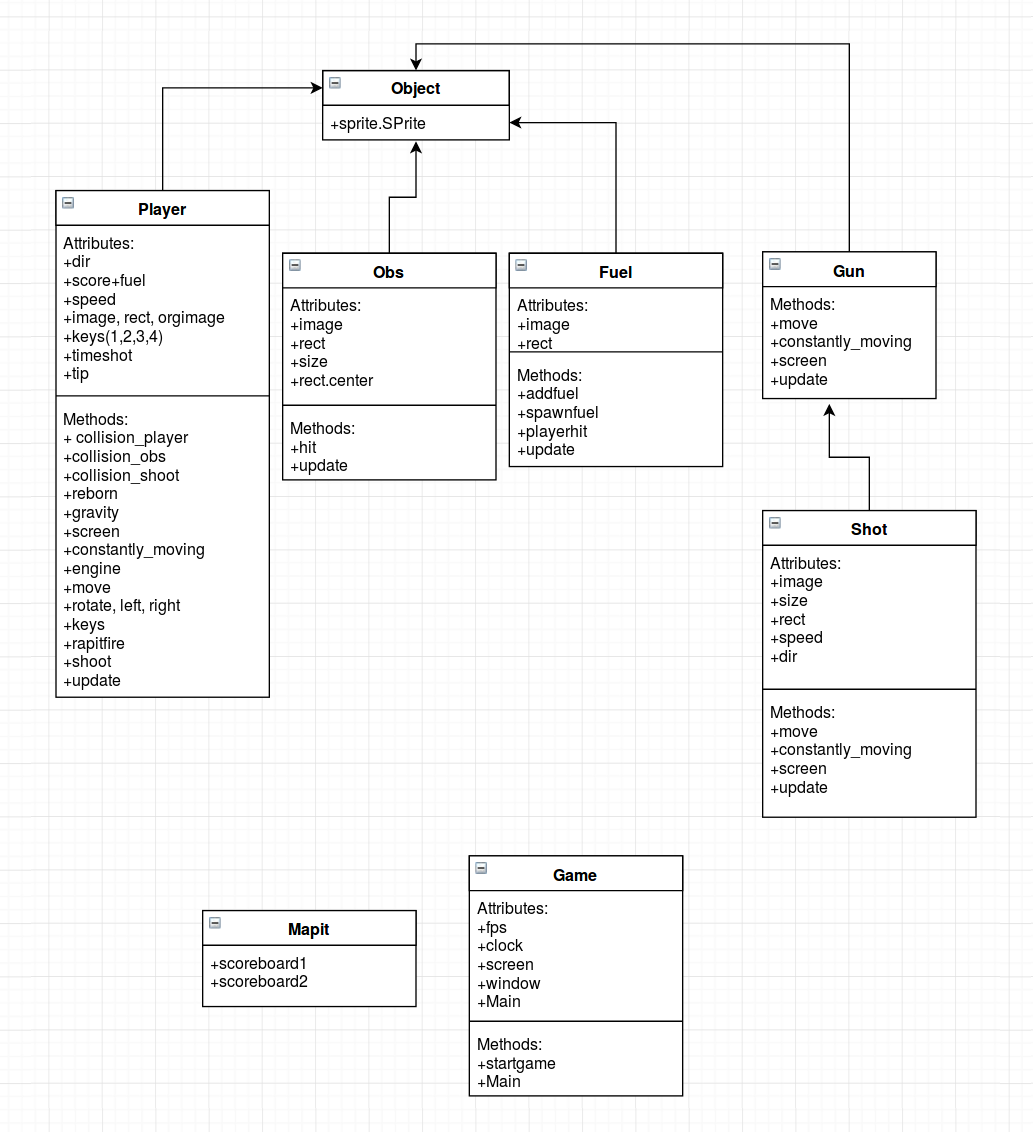 Object
+sprite.SPrite
Player
Attributes:
+dir
+score+fuel
+speed
+image, rect, orgimage
+keys(1,2,3,4)
+timeshot
+tip
Methods:
+ collision_player
+collision_obs
+collision_shoot
+reborn
+gravity
+screen
+constantly_moving
+engine
+move
+rotate, left, right
+keys
+rapitfire
+shoot
+update
Obs
Attributes:
+image
+rect
+size
+rect.center
Methods:
+hit
+update
Fuel
Attributes:
+image
+rect
Methods:
+addfuel
+spawnfuel
+playerhit
+update
Gun
Methods:
+move
+constantly_moving
+screen
+update
Shot
Attributes:
+image
+size
+rect
+speed
+dir
Methods:
+move
+constantly_moving
+screen
+update
Mapit
+scoreboard1
+scoreboard2
Game
Attributes:
+fps
+clock
+screen
+window
+Main
Methods:
+startgame
+Main